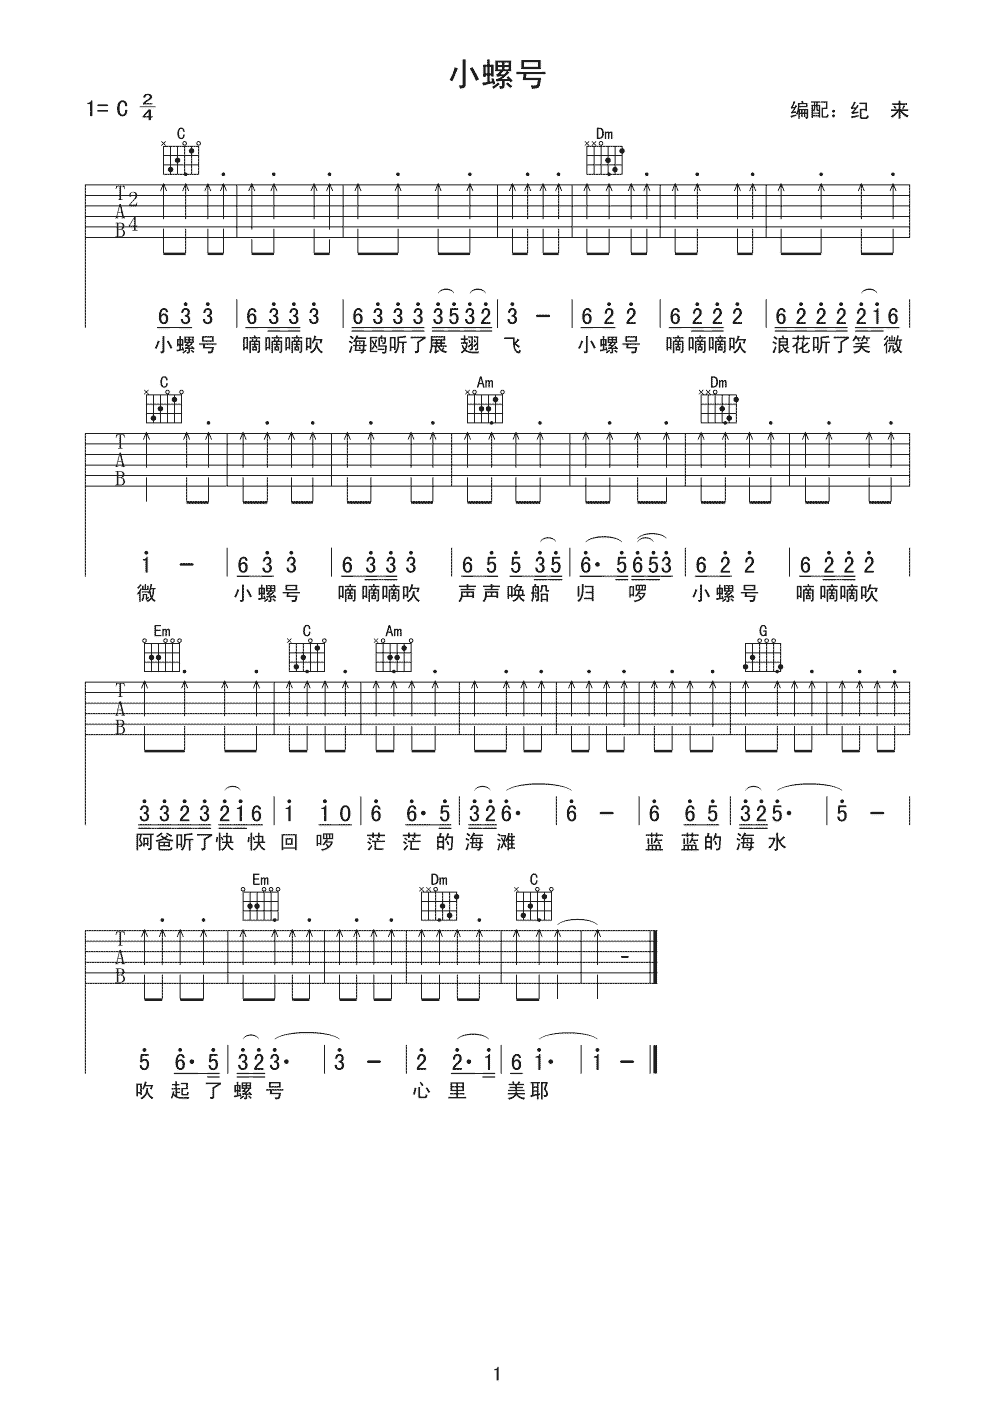 小螺号
1= C 2/4
编配：纪 来
C Dm
TAB 2/4
6 3 3 | 6 3 3 3 3 | 6 3 3 3 3 5 3 2 | 3 - | 6 2 2 | 6 2 2 2 2 | 6 2 2 2 2 1 6
小螺号 嘀嘀嘀吹 海鸥听了展 翅 飞 小螺号 嘀嘀嘀吹 浪花听了笑 微
C Am Dm
TAB
1 - | 6 3 3 | 6 3 3 3 3 | 6 5 5 3 5 | 6· 5 6 5 3 | 6 2 2 | 6 2 2 2
微 小螺号 嘀嘀嘀吹 声声唤船 归 啰 小螺号 嘀嘀嘀吹
Em C Am G
TAB
3 3 2 3 2 1 6 | 1 1 0 | 6 6· 5 | 3 2 6· | 6 - | 6 6 5 | 3 2 5· | 5 -
阿爸听了快 快 回 啰 茫 茫 的 海 滩 蓝 蓝的 海 水
Em Dm C
TAB
5 6· 5 | 3 2 3· | 3 - | 2 2· 1 | 6 1· | 1 -
吹 起 了 螺 号 心 里 美 耶
1